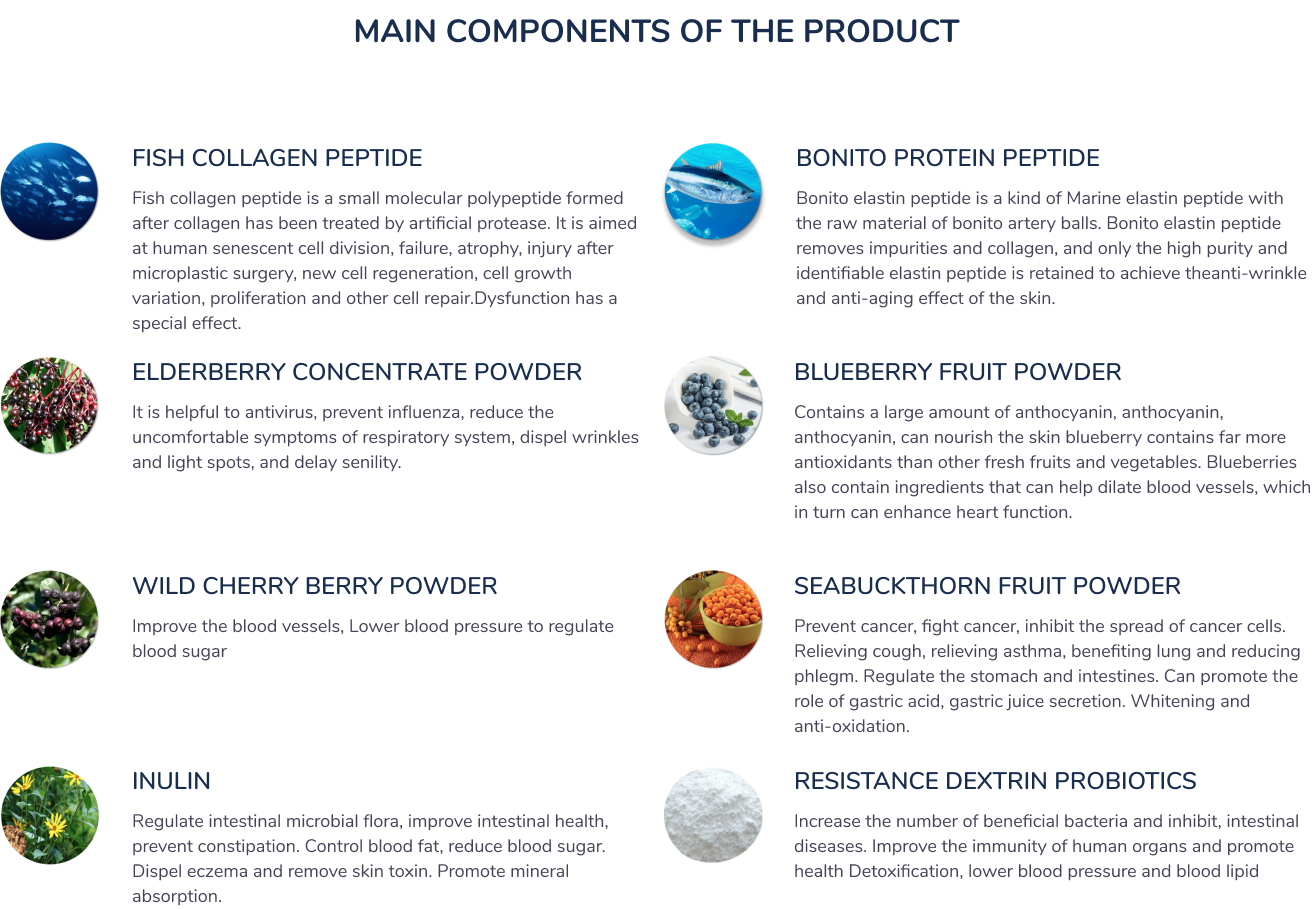 MAIN COMPONENTS OF THE PRODUCT
FISH COLLAGEN PEPTIDE
Fish collagen peptide is a small molecular polypeptide formed
after collagen has been treated by artificial protease. It is aimed
at human senescent cell division, failure, atrophy, injury after
microplastic surgery, new cell regeneration, cell growth
variation, proliferation and other cell repair.Dysfunction has a
special effect.
BONITO PROTEIN PEPTIDE
Bonito elastin peptide is a kind of Marine elastin peptide with
the raw material of bonito artery balls. Bonito elastin peptide
removes impurities and collagen, and only the high purity and
identifiable elastin peptide is retained to achieve theanti-wrinkle
and anti-aging effect of the skin.
ELDERBERRY CONCENTRATE POWDER
It is helpful to antivirus, prevent influenza, reduce the
uncomfortable symptoms of respiratory system, dispel wrinkles
and light spots, and delay senility.
BLUEBERRY FRUIT POWDER
Contains a large amount of anthocyanin, anthocyanin,
anthocyanin, can nourish the skin blueberry contains far more
antioxidants than other fresh fruits and vegetables. Blueberries
also contain ingredients that can help dilate blood vessels, which
in turn can enhance heart function.
WILD CHERRY BERRY POWDER
Improve the blood vessels, Lower blood pressure to regulate
blood sugar
SEABUCKTHORN FRUIT POWDER
Prevent cancer, fight cancer, inhibit the spread of cancer cells.
Relieving cough, relieving asthma, benefiting lung and reducing
phlegm. Regulate the stomach and intestines. Can promote the
role of gastric acid, gastric juice secretion. Whitening and
anti-oxidation.
INULIN
Regulate intestinal microbial flora, improve intestinal health,
prevent constipation. Control blood fat, reduce blood sugar.
Dispel eczema and remove skin toxin. Promote mineral
absorption.
RESISTANCE DEXTRIN PROBIOTICS
Increase the number of beneficial bacteria and inhibit, intestinal
diseases. Improve the immunity of human organs and promote
health Detoxification, lower blood pressure and blood lipid